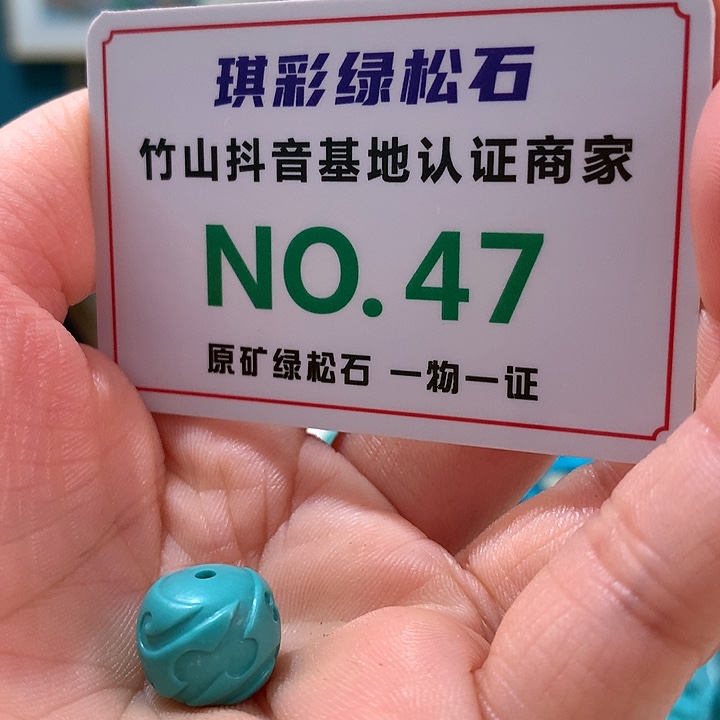 琪彩绿松石
竹山抖音基地认证商家
NO.47
原矿绿松石 一物一证